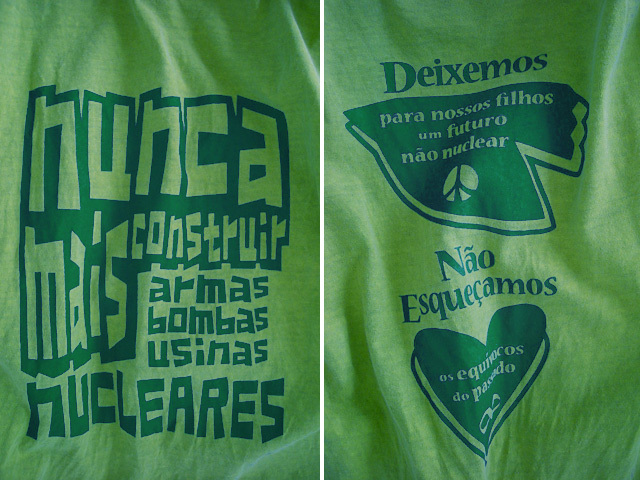 nunca
mais construir
armas
bombas
usinas
nucleares
Deixemos
para nossos filhos
um futuro
não nuclear
Não
Esqueçamos
os equívocos
do passado